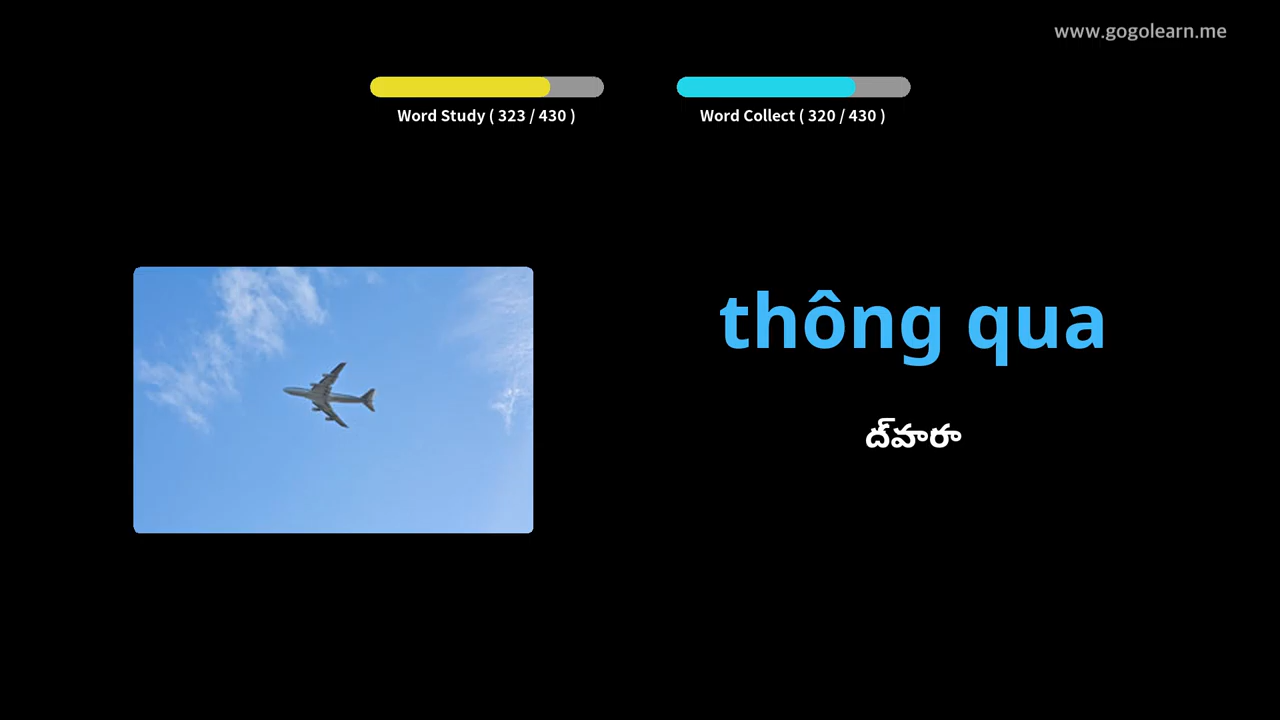 www.gogolearn.me
Word Study ( 323 / 430 )
Word Collect ( 320 / 430 )
thông qua
ద్వారా